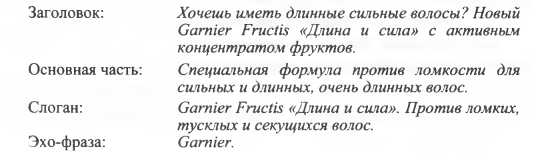 Заголовок: Хочешь иметь длинные сильные волосы? Новый
Garnier Fructis «Длина и сила» с активным
концентратом фруктов.
Основная часть: Специальная формула против ломкости для
сильных и длинных, очень длинных волос.
Слоган: Garnier Fructis «Длина и сила». Против ломких,
тусклых и секущихся волос.
Эхо-фраза: Garnier.